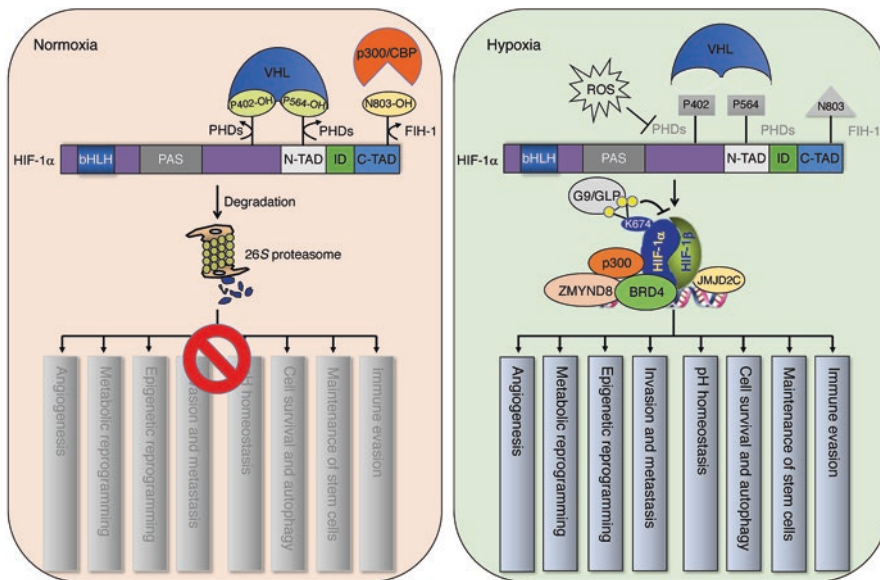 Normoxia
p300/CBP
VHL
P402-OH
P564-OH
N803-OH
PHDs
PHDs
FIH-1
HIF-1α
bHLH
PAS
N-TAD
ID
C-TAD
Degradation
26S proteasome
Angiogenesis
Metabolic reprogramming
Epigenetic reprogramming
Invasion and metastasis
pH homeostasis
Cell survival and autophagy
Maintenance of stem cells
Immune evasion
Hypoxia
VHL
ROS
P402
P564
N803
PHDs
PHDs
FIH-1
HIF-1α
bHLH
PAS
N-TAD
ID
C-TAD
G9/GLP
K674
HIF-1α
HIF-1β
p300
ZMYND8
BRD4
JMJD2C
Angiogenesis
Metabolic reprogramming
Epigenetic reprogramming
Invasion and metastasis
pH homeostasis
Cell survival and autophagy
Maintenance of stem cells
Immune evasion